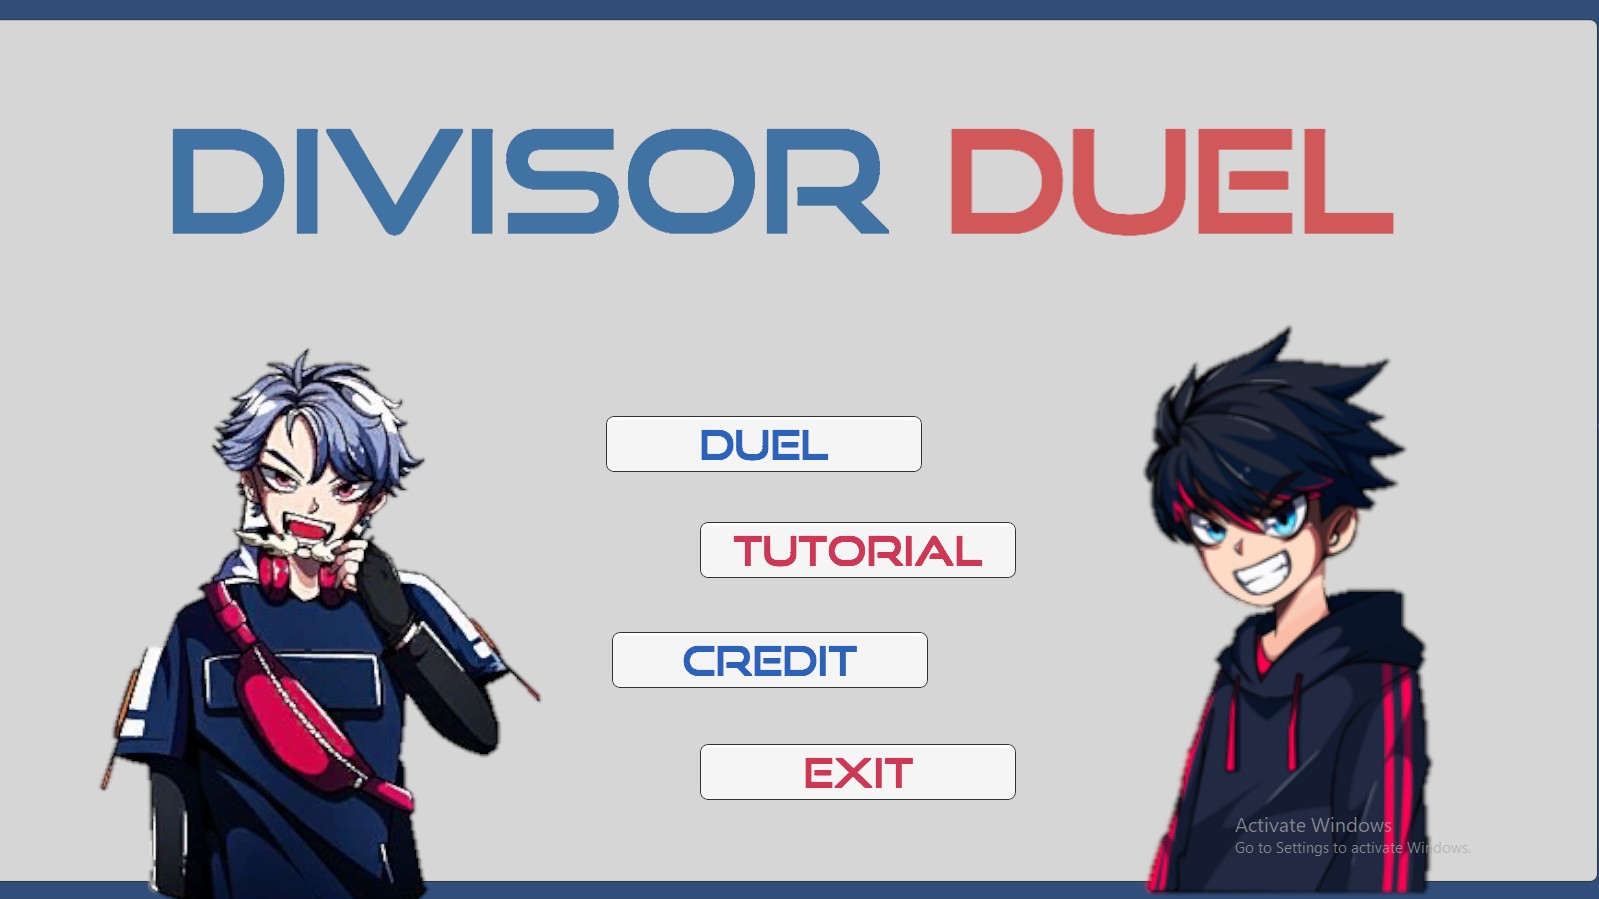 DIVISOR DUEL
DUEL
TUTORIAL
CREDIT
EXIT
Activate Windows
Go to Settings to activate Windows.